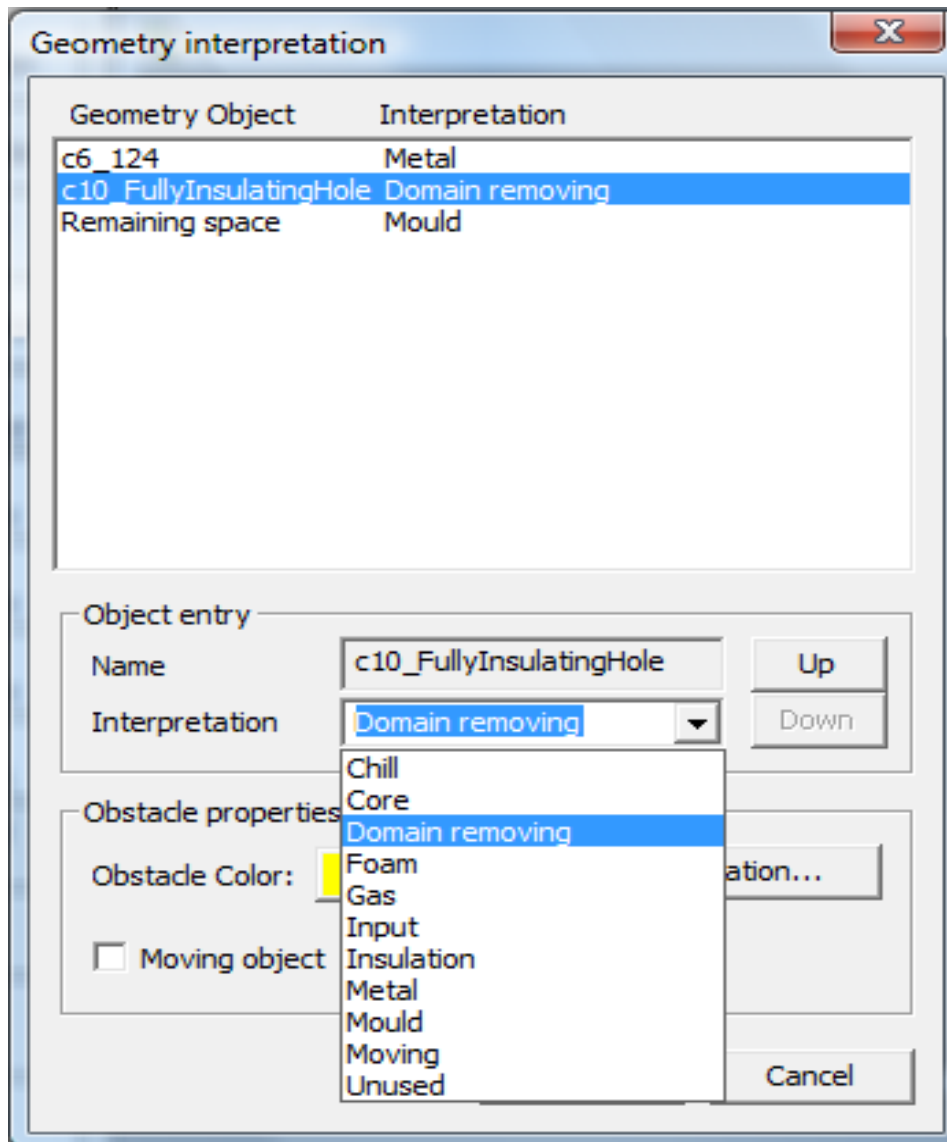 Geometry interpretation
Geometry Object Interpretation
c6_124 Metal
c10_FullyInsulatingHole Domain removing
Remaining space Mould
Object entry
Name c10_FullyInsulatingHole Up
Interpretation Domain removing Down
Chill
Core
Obstacle properties
Domain removing
Foam
Obstacle Color: ation...
Gas
Input
Moving object Insulation
Metal
Mould
Moving
Unused
Cancel